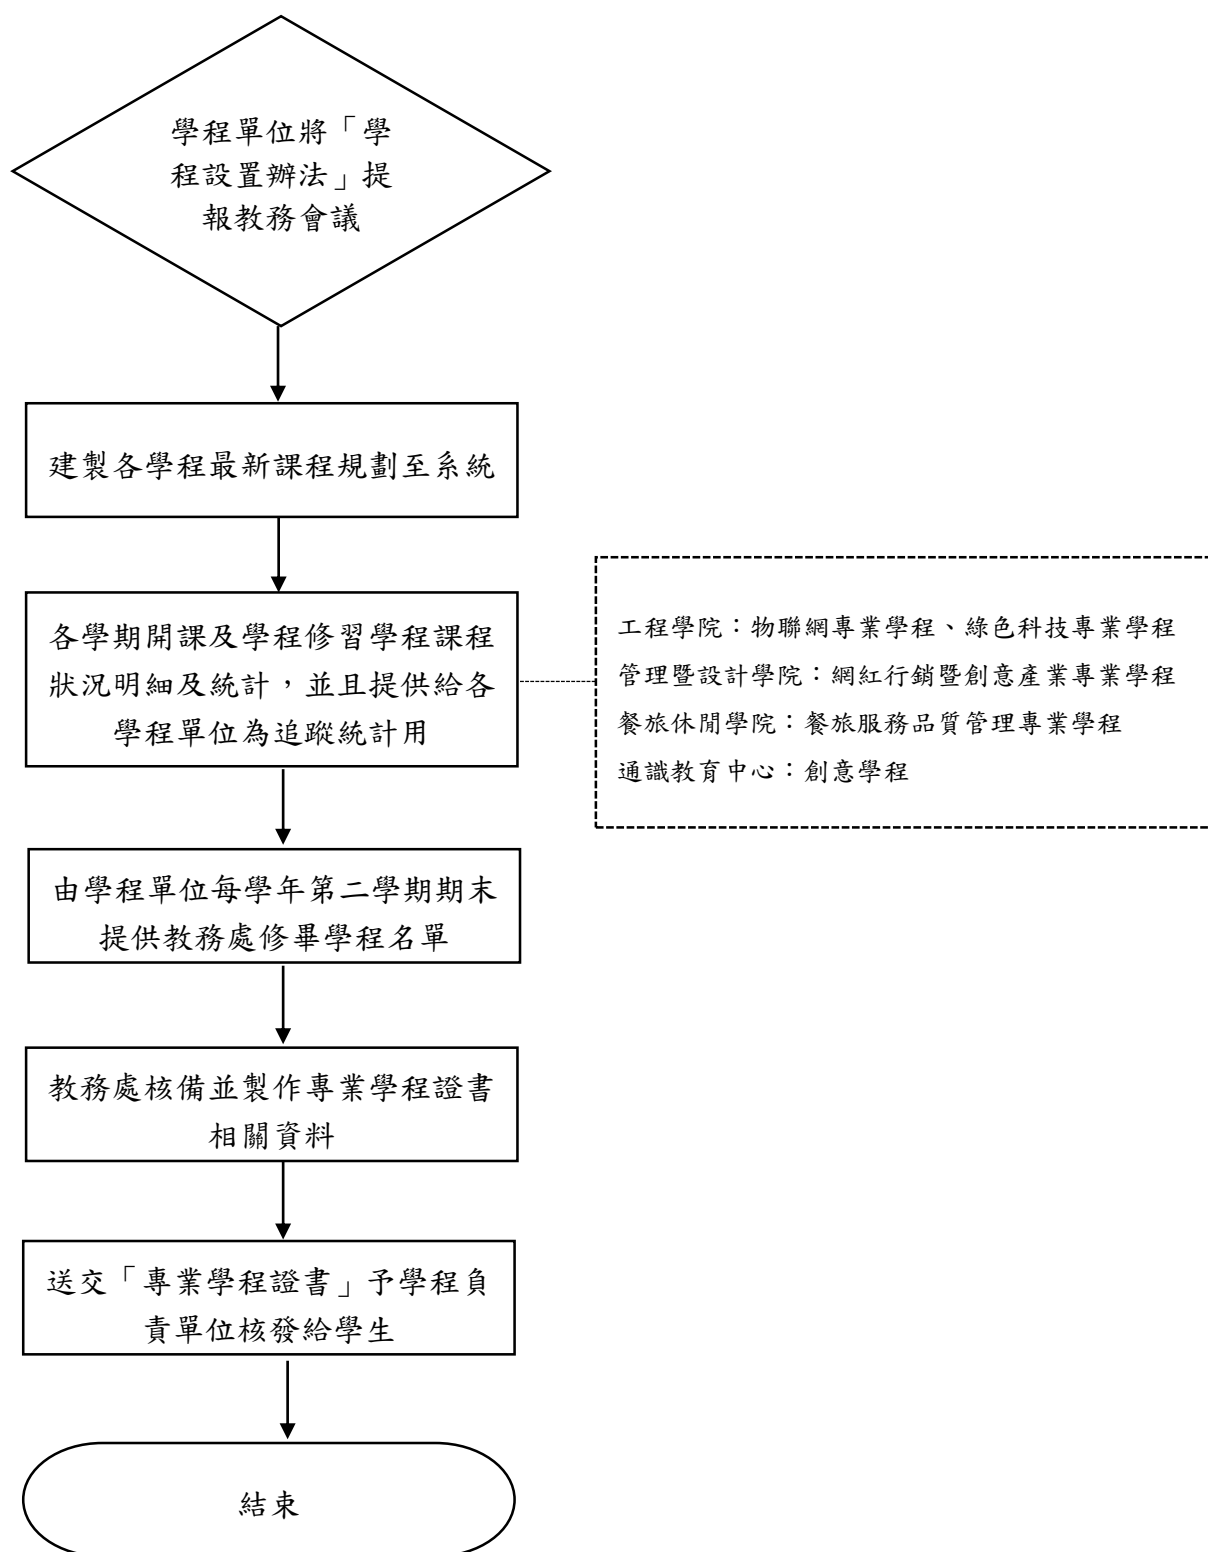 學程單位將「學
程設置辦法」提
報教務會議
建製各學程最新課程規劃至系統
各學期開課及學程修習學程課程
狀況明細及統計，並且提供給各
學程單位為追蹤統計用
工程學院：物聯網專業學程、綠色科技專業學程
管理暨設計學院：網紅行銷暨創意產業專業學程
餐旅休閒學院：餐旅服務品質管理專業學程
通識教育中心：創意學程
由學程單位每學年第二學期期末
提供教務處修畢學程名單
教務處核備並製作專業學程證書
相關資料
送交「專業學程證書」予學程負
責單位核發給學生
結束